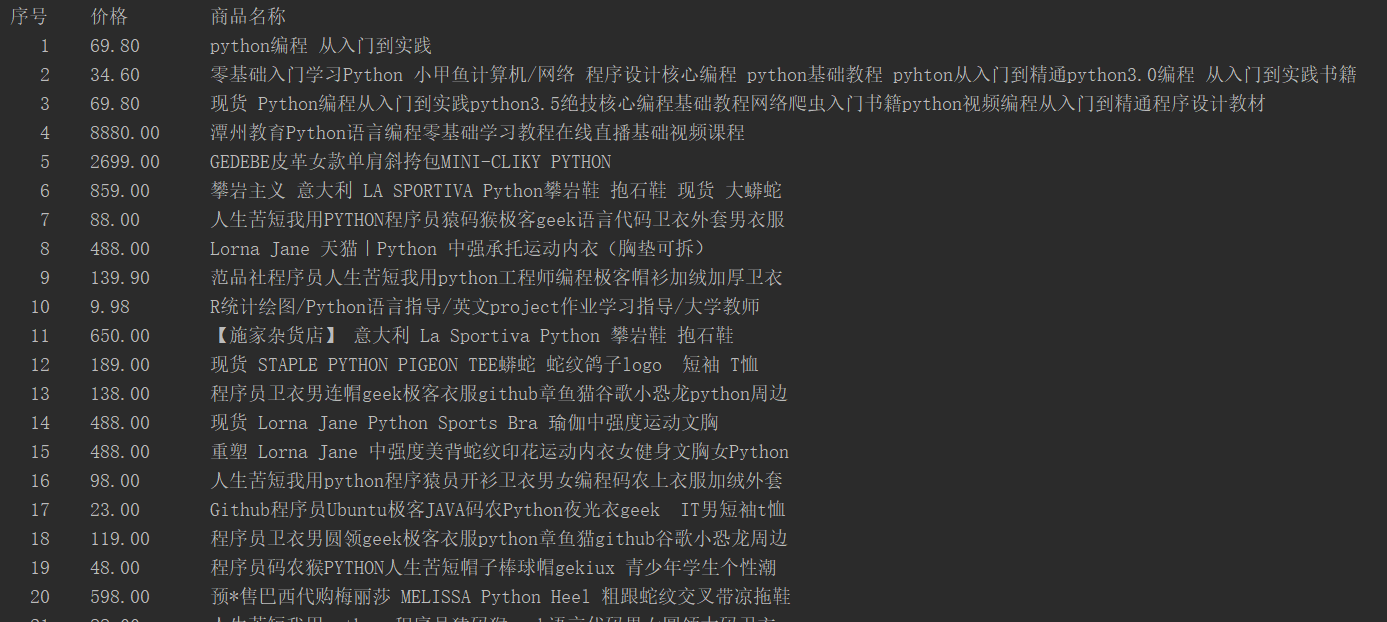 序号 价格 商品名称
1 69.80 python编程 从入门到实践
2 34.60 零基础入门学习Python 小甲鱼计算机/网络 程序设计核心编程 python基础教程 pyhton从入门到精通python3.0编程 从入门到实践书籍
3 69.80 现货 Python编程从入门到实践python3.5绝技核心编程基础教程网络爬虫入门书籍python视频编程从入门到精通程序设计教材
4 8880.00 潭州教育Python语言编程零基础学习教程在线直播基础视频课程
5 2699.00 GEDEBE皮革女款单肩斜挎包MINI-CLIKY PYTHON
6 859.00 攀岩主义 意大利 LA SPORTIVA Python攀岩鞋 抱石鞋 现货 大蟒蛇
7 88.00 人生苦短我用PYTHON程序员猿码猴极客geek语言代码卫衣外套男衣服
8 488.00 Lorna Jane 天猫丨Python 中强承托运动内衣（胸垫可拆）
9 139.90 范品社程序员人生苦短我用python工程师编程极客帽衫加绒加厚卫衣
10 9.98 R统计绘图/Python语言指导/英文project作业学习指导/大学教师
11 650.00 【施家杂货店】 意大利 La Sportiva Python 攀岩鞋 抱石鞋
12 189.00 现货 STAPLE PYTHON PIGEON TEE蟒蛇 蛇纹鸽子logo 短袖 T恤
13 138.00 程序员卫衣男连帽geek极客衣服github章鱼猫谷歌小恐龙python周边
14 488.00 现货 Lorna Jane Python Sports Bra 瑜伽中强度运动文胸
15 488.00 重塑 Lorna Jane 中强度美背蛇纹印花运动内衣女健身文胸女Python
16 98.00 人生苦短我用python程序猿员开衫卫衣男女编程码农上衣服加绒外套
17 23.00 Github程序员Ubuntu极客JAVA码农Python夜光衣geek IT男短袖t恤
18 119.00 程序员卫衣男圆领geek极客衣服python章鱼猫github谷歌小恐龙周边
19 48.00 程序员码农猴PYTHON人生苦短帽子棒球帽gekiux 青少年学生个性潮
20 598.00 预*售巴西代购梅丽莎 MELISSA Python Heel 粗跟蛇纹交叉带凉拖鞋